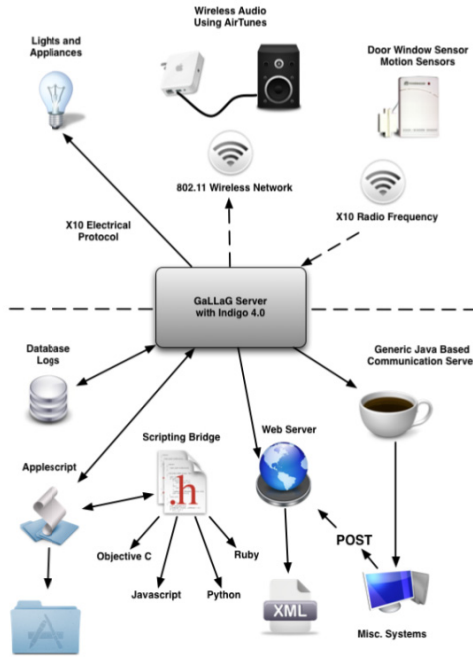 Wireless Audio
Using AirTunes
Lights and
Appliances
Door Window Sensor
Motion Sensors
802.11 Wireless Network
X10 Radio Frequency
X10 Electrical
Protocol
GaLLaG Server
with Indigo 4.0
Database
Logs
Generic Java Based
Communication Server
Scripting Bridge
Web Server
Applescript
.h
POST
Objective C
Ruby
Javascript
Python
XML
Misc. Systems